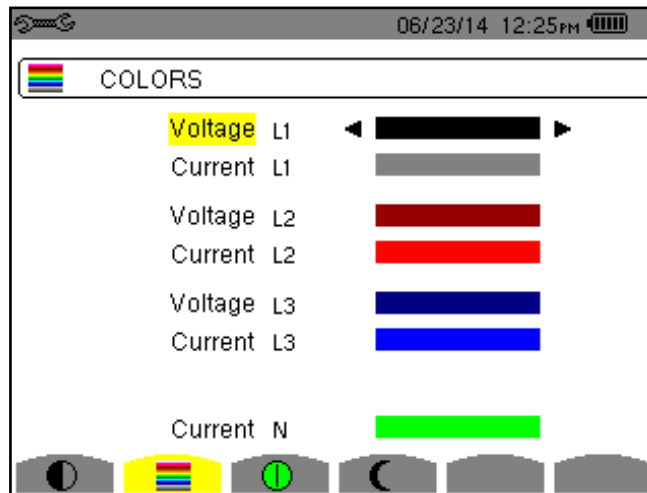 06/23/14 12:25PM
COLORS
Voltage L1
Current L1
Voltage L2
Current L2
Voltage L3
Current L3
Current N